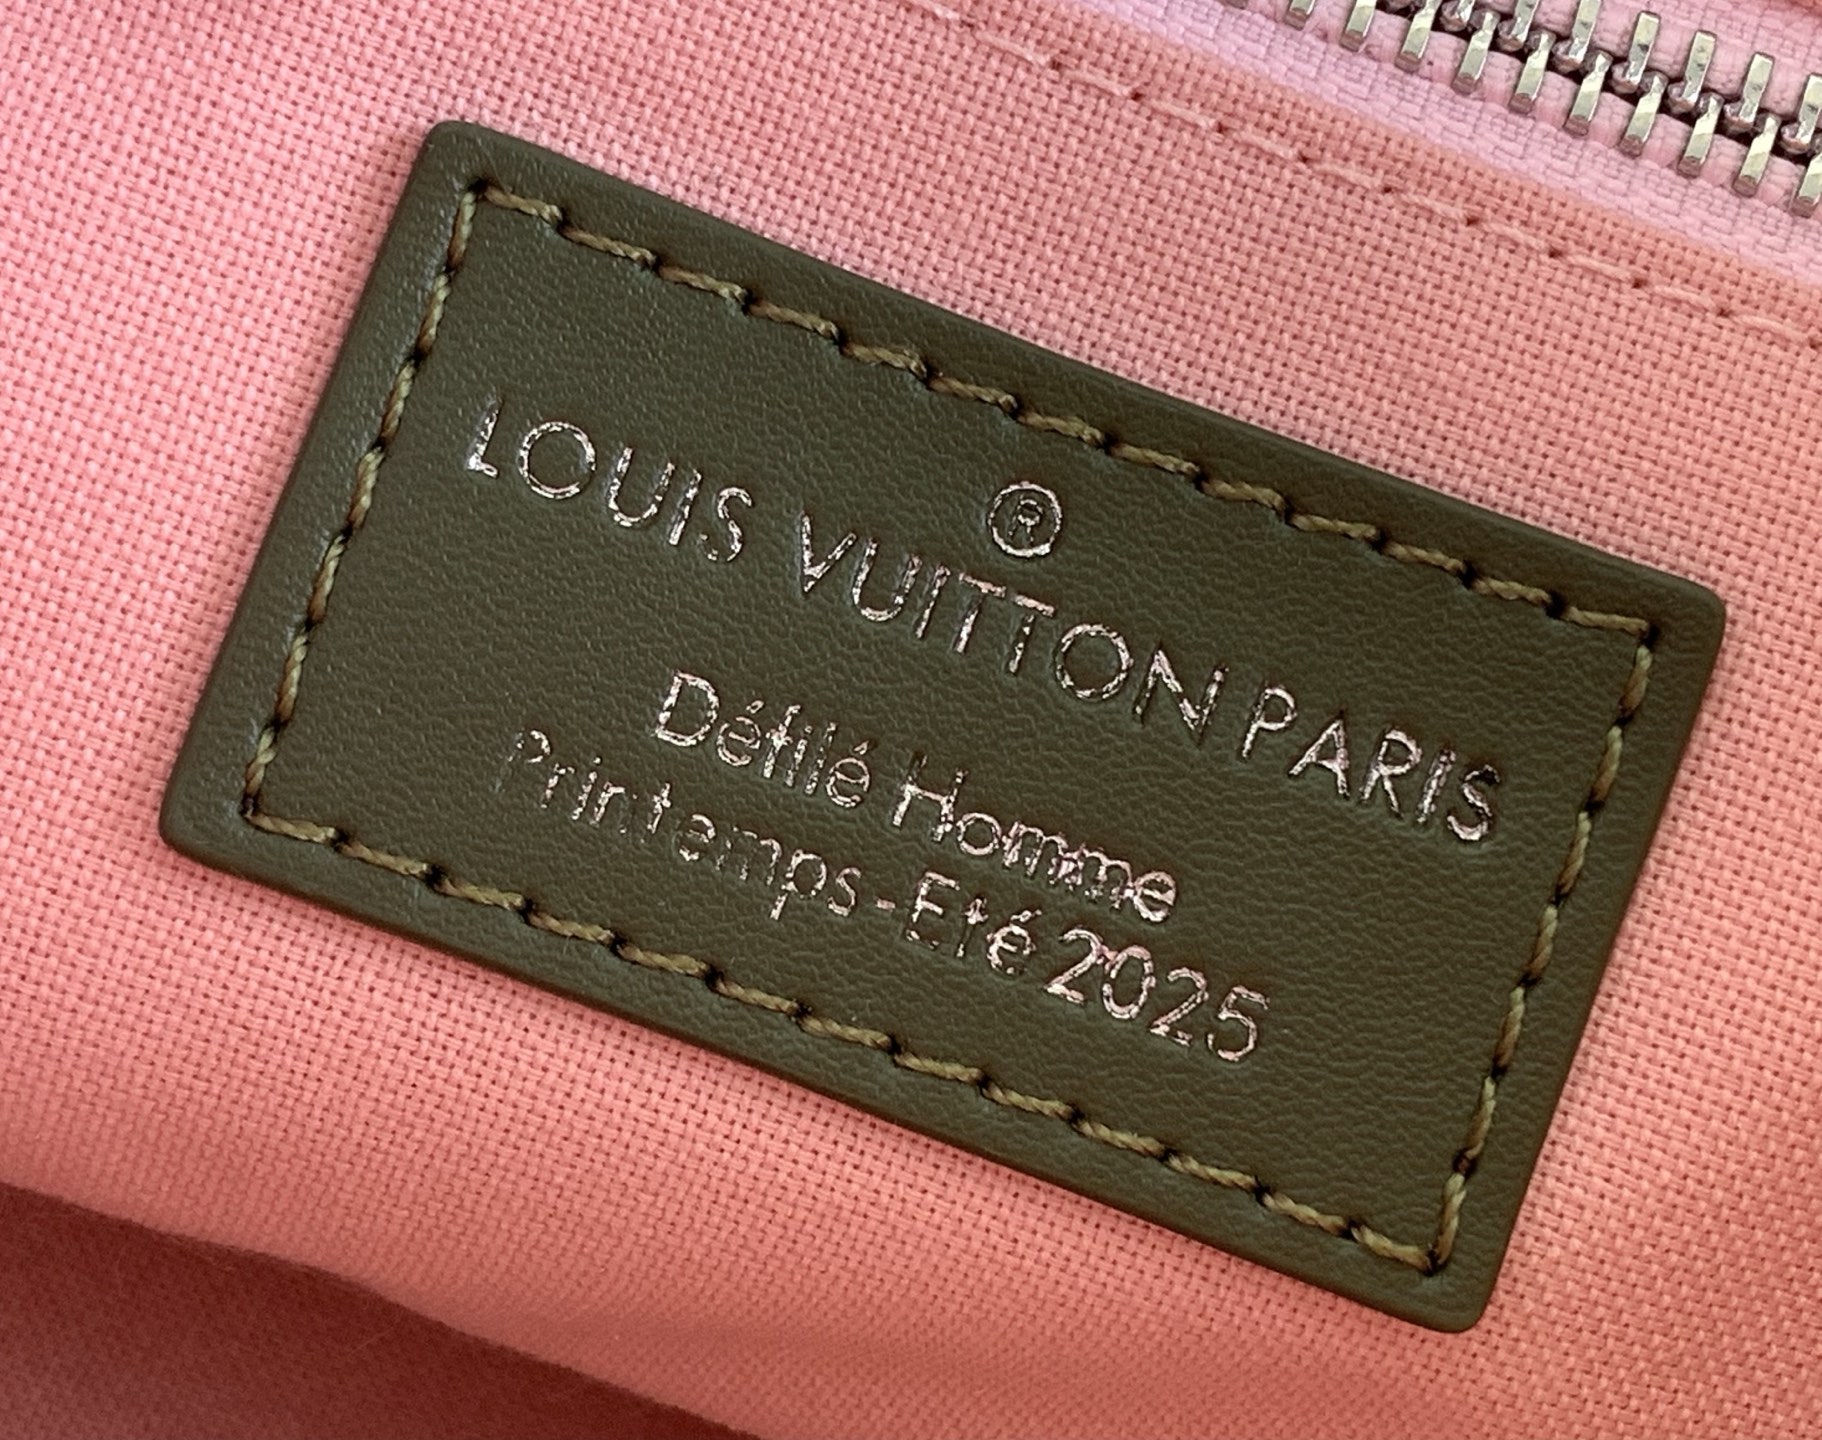 ®
LOUIS VUITTON PARIS
Défilé Homme
Printemps-Eté 2025